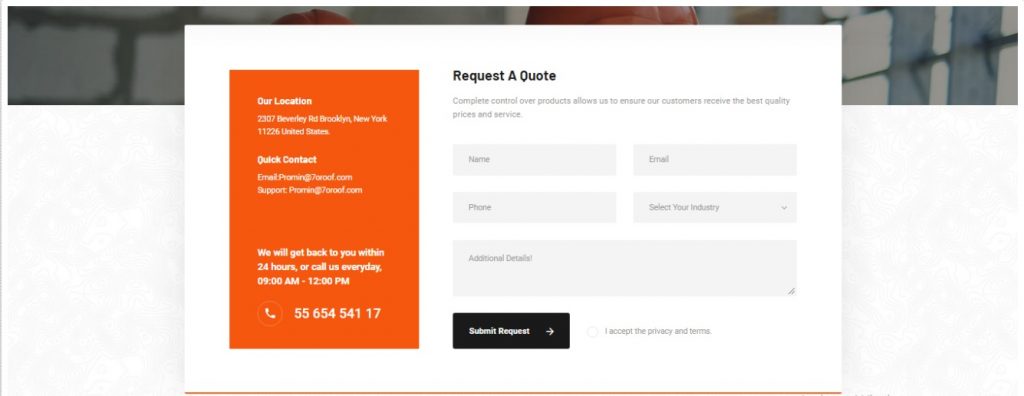 Our Location
2307 Beverley Rd Brooklyn, New York
11226 United States.
Quick Contact
Email:Promin@7oroof.com
Support: Promin@7oroof.com
We will get back to you within
24 hours, or call us everyday,
09:00 AM - 12:00 PM
55 654 541 17
Request A Quote
Complete control over products allows us to ensure our customers receive the best quality
prices and service.
Name
Email
Phone
Select Your Industry
Additional Details!
Submit Request
I accept the privacy and terms.